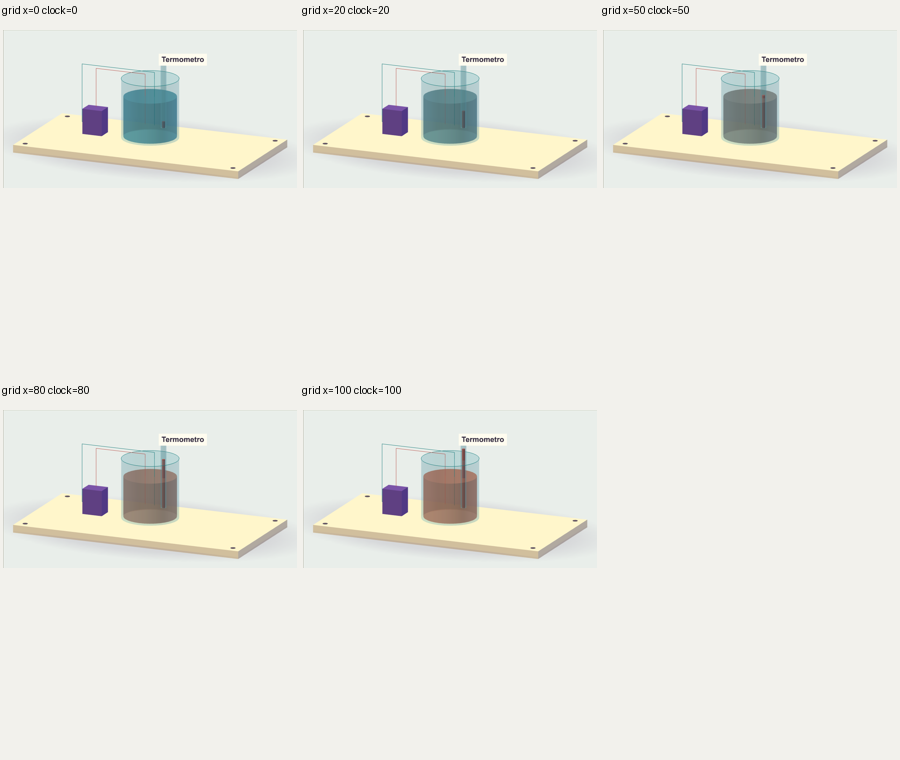 grid x=0 clock=0
grid x=20 clock=20
grid x=50 clock=50
Termometro
Termometro
Termometro
grid x=80 clock=80
grid x=100 clock=100
Termometro
Termometro